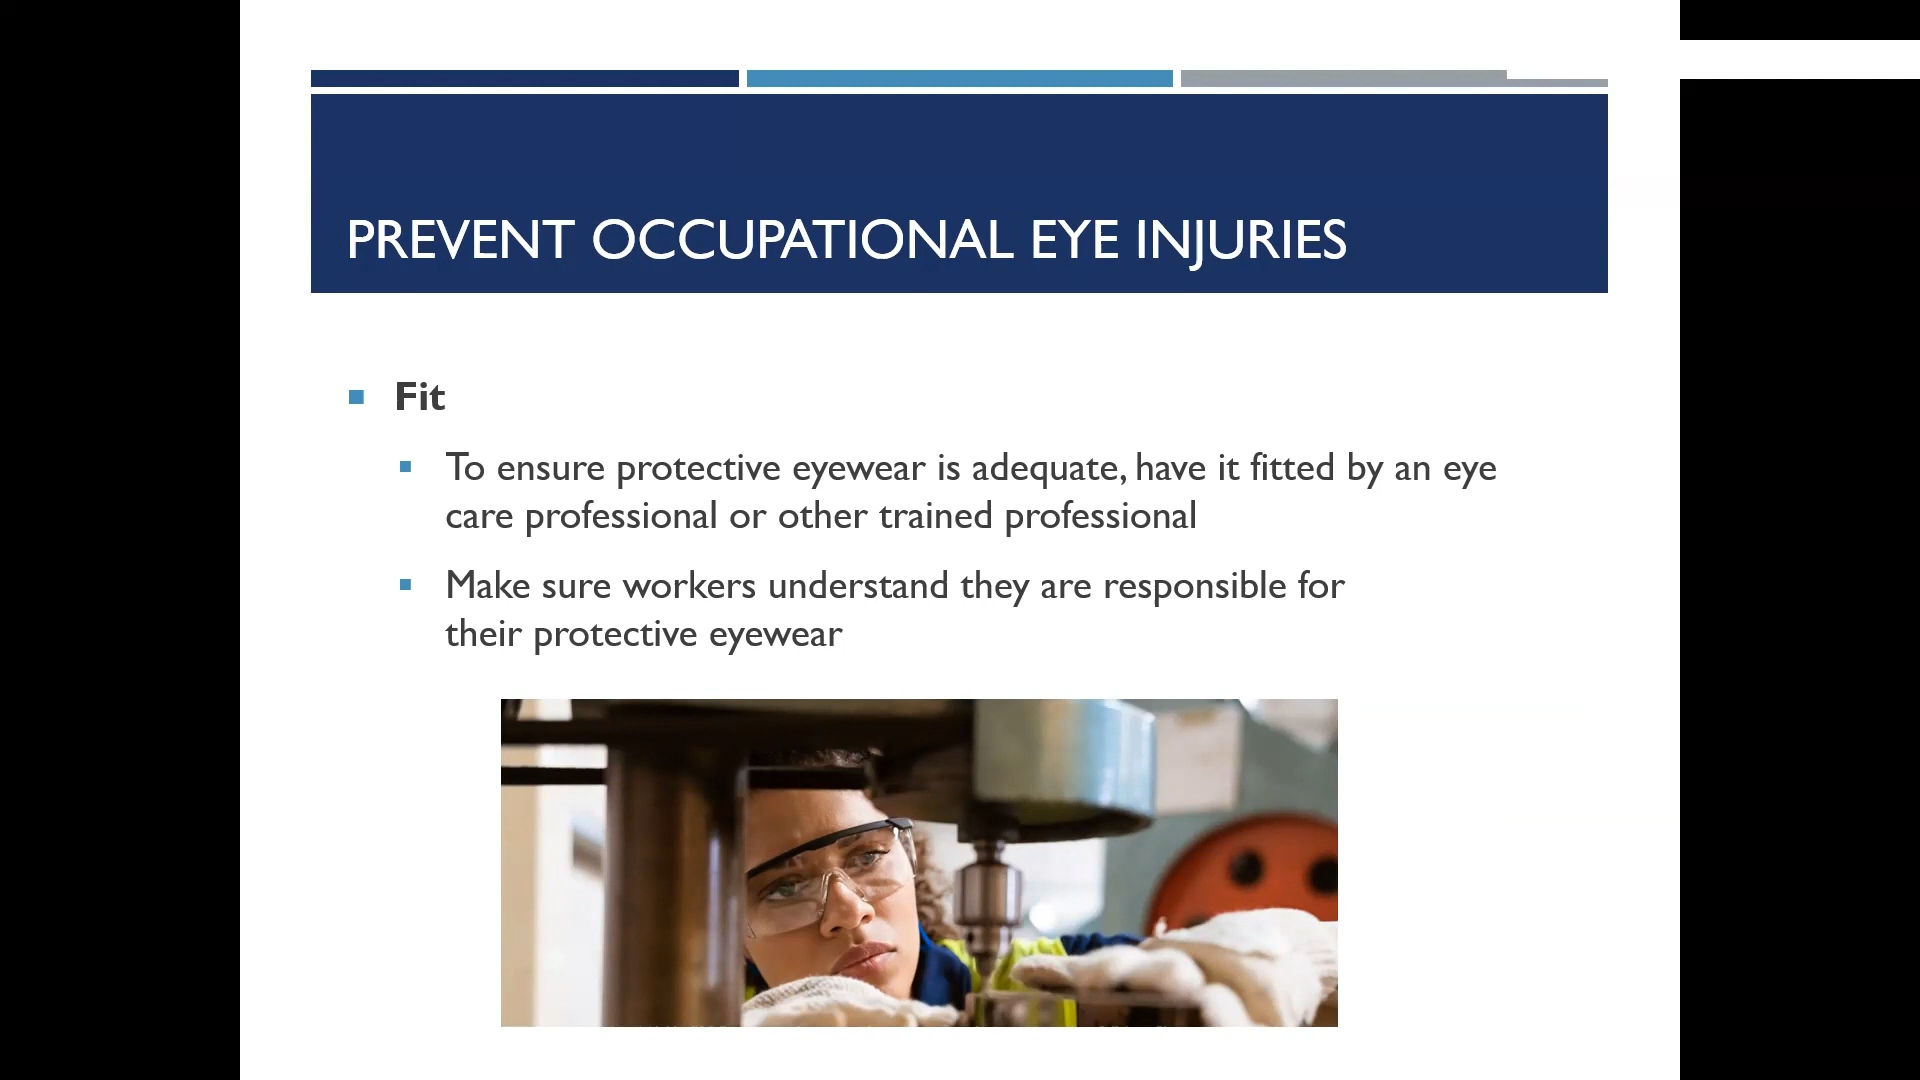 PREVENT OCCUPATIONAL EYE INJURIES
Fit
To ensure protective eyewear is adequate, have it fitted by an eye
care professional or other trained professional
Make sure workers understand they are responsible for
their protective eyewear